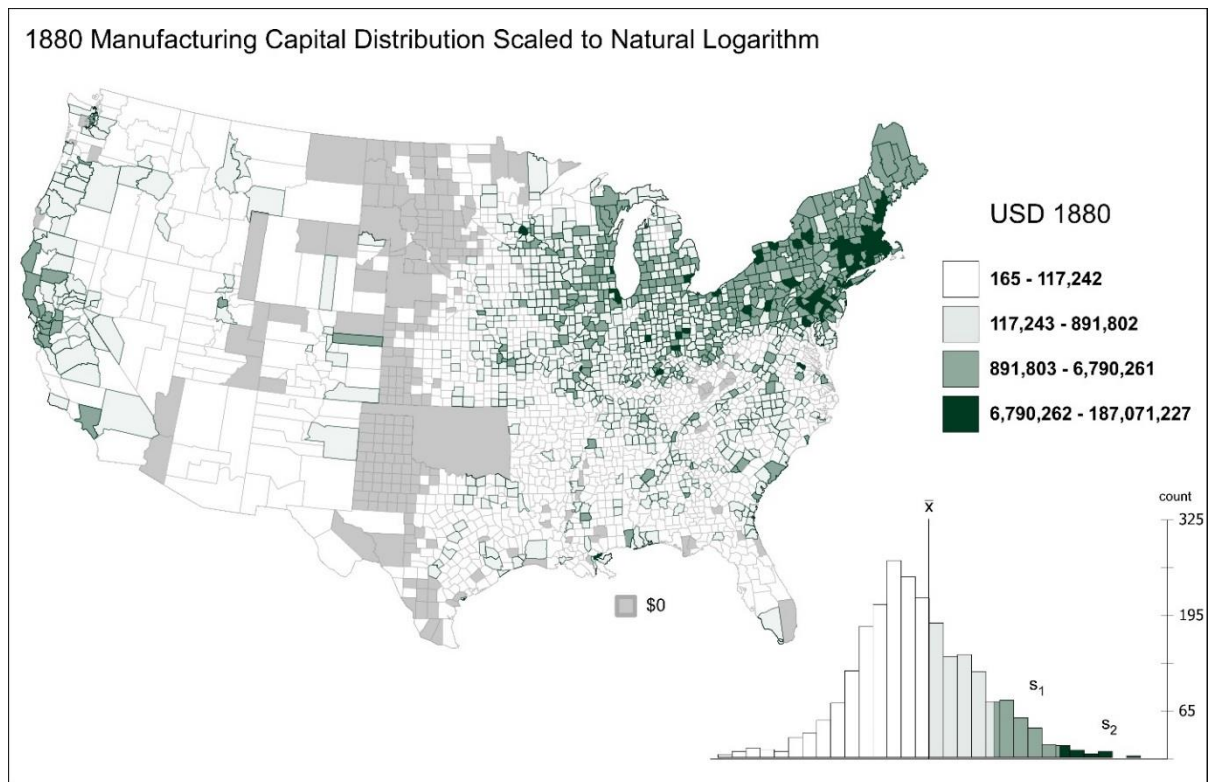 1880 Manufacturing Capital Distribution Scaled to Natural Logarithm
USD 1880
165 - 117,242
117,243 - 891,802
891,803 - 6,790,261
6,790,262 - 187,071,227
$0
x̄
count
325
195
65
s₁
s₂